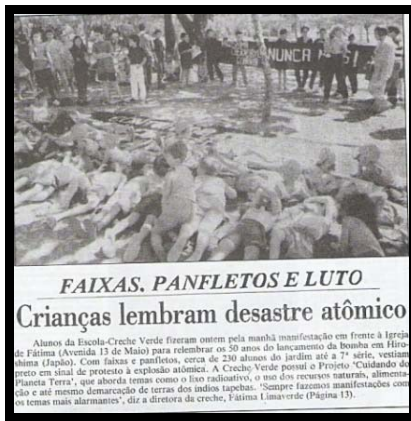 NUNCA
FAIXAS, PANFLETOS E LUTO
Crianças lembram desastre atômico
Alunos da Escola-Creche Verde fizeram ontem pela manhã manifestação em frente à Igreja
de Fátima (Avenida 13 de Maio) para relembrar os 50 anos do lançamento da bomba em Hiro-
shima (Japão). Com faixas e panfletos, cerca de 230 alunos do jardim até a 7ª série, vestiam
preto em sinal de protesto à explosão atômica. A Creche Verde possui o Projeto 'Cuidando do
Planeta Terra', que aborda temas como o lixo radioativo, o uso dos recursos naturais, alimenta-
ção e até mesmo demarcação de terras dos índios tapebas. 'Sempre fazemos manifestações com
os temas mais alarmantes', diz a diretora da creche, Fátima Limaverde (Página 13).